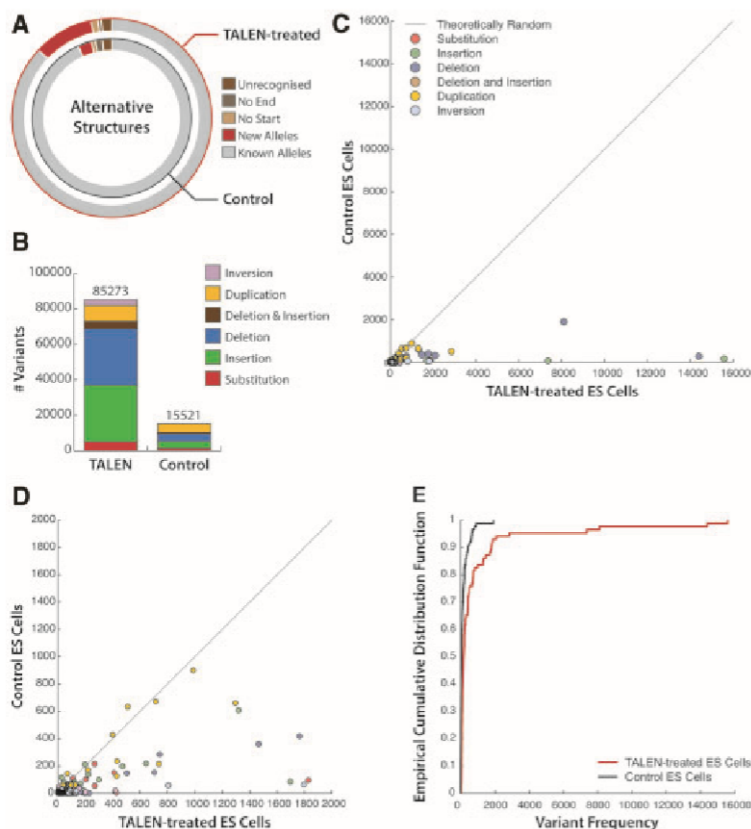 A
TALEN-treated
Unrecognised
No End
No Start
New Alleles
Known Alleles
Alternative
Structures
Control
B
100000
80000
60000
40000
20000
0
# Variants
85273
15521
TALEN
Control
Inversion
Duplication
Deletion & Insertion
Deletion
Insertion
Substitution
C
16000
14000
12000
10000
8000
6000
4000
2000
0
Control ES Cells
Theoretically Random
Substitution
Insertion
Deletion
Deletion and Insertion
Duplication
Inversion
0 2000 4000 6000 8000 10000 12000 14000 16000
TALEN-treated ES Cells
D
2000
1800
1600
1400
1200
1000
800
600
400
200
0
Control ES Cells
0 200 400 600 800 1000 1200 1400 1600 1800 2000
TALEN-treated ES Cells
E
1
0.9
0.8
0.7
0.6
0.5
0.4
0.3
0.2
0.1
0
Empirical Cumulative Distribution Function
TALEN-treated ES Cells
Control ES Cells
0 4000 8000 12000 16000
Variant Frequency